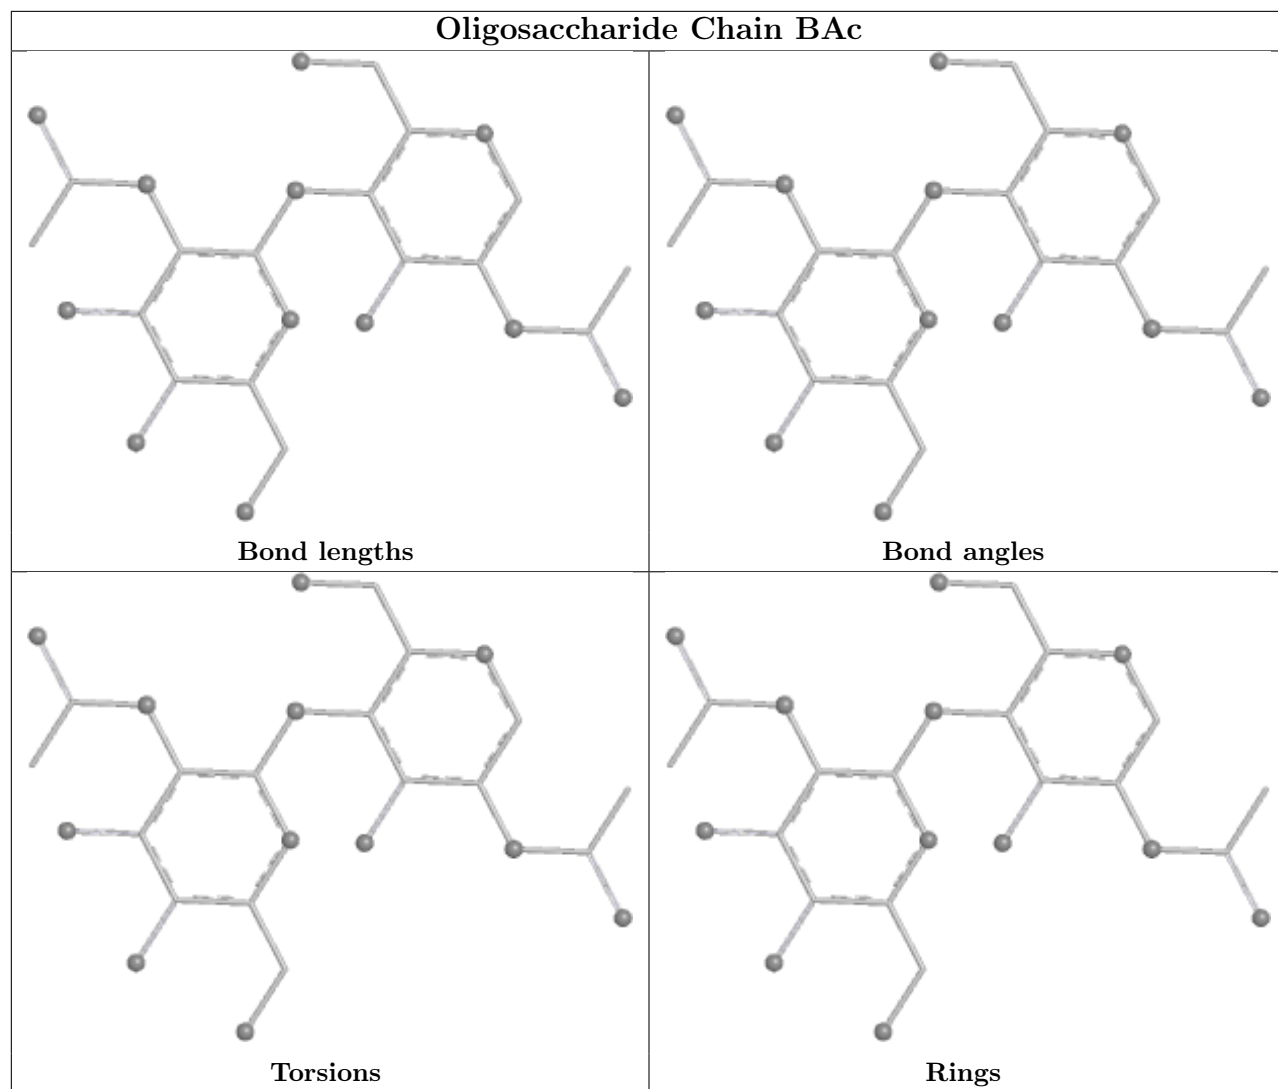 Oligosaccharide Chain BAc
Bond lengths
Bond angles
Torsions
Rings